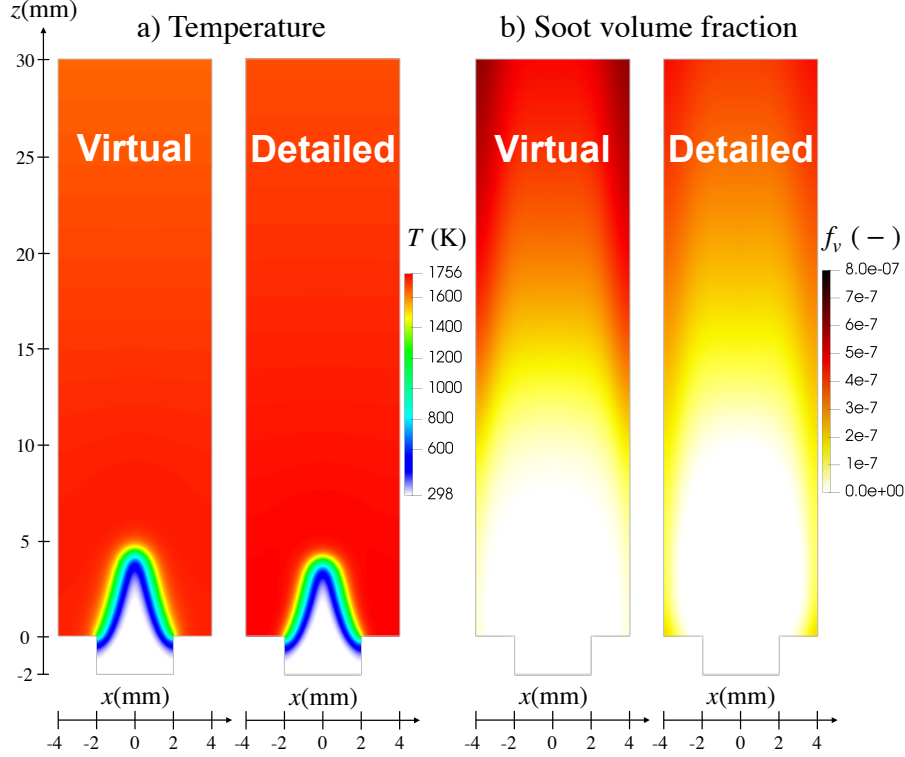 z(mm)
a) Temperature
b) Soot volume fraction
30
25
20
15
10
5
0
-2
Virtual
Detailed
Virtual
Detailed
T (K)
1756
1600
1400
1200
1000
800
600
298
f_v ( − )
8.0e-07
7e-7
6e-7
5e-7
4e-7
3e-7
2e-7
1e-7
0.0e+00
x(mm)
x(mm)
x(mm)
x(mm)
-4 -2 0 2 4
-4 -2 0 2 4
-4 -2 0 2 4
-4 -2 0 2 4